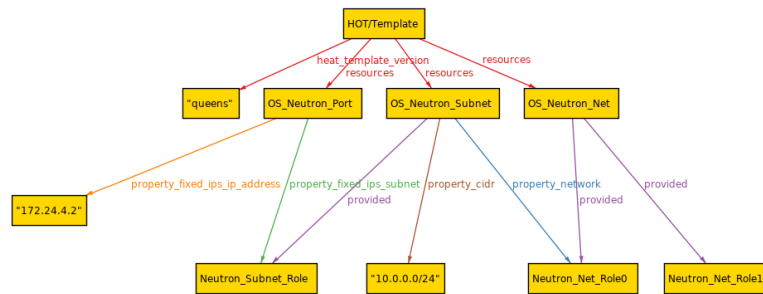 HOT/Template
heat_template_version
resources
resources
resources
"queens"
OS_Neutron_Port
OS_Neutron_Subnet
OS_Neutron_Net
property_fixed_ips_ip_address
property_fixed_ips_subnet
provided
property_cidr
property_network
provided
provided
"172.24.4.2"
Neutron_Subnet_Role
"10.0.0.0/24"
Neutron_Net_Role0
Neutron_Net_Role1